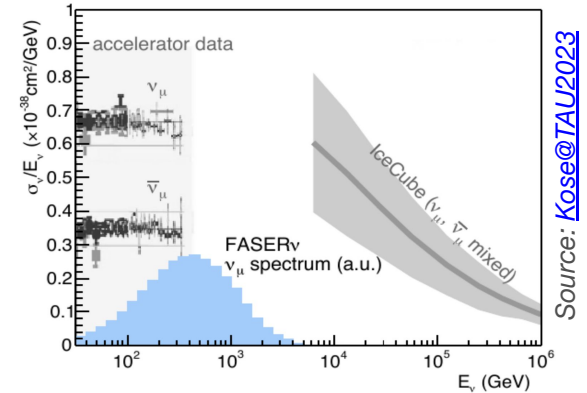 σν/Eν (×10⁻³⁸cm²/GeV)
1
0.9
0.8
0.7
0.6
0.5
0.4
0.3
0.2
0.1
0
accelerator data
νμ
ν̅μ
FASERν
νμ spectrum (a.u.)
IceCube (νμ, ν̅μ mixed)
10²
10³
10⁴
10⁵
10⁶
Eν (GeV)
Source: Kose@TAU2023